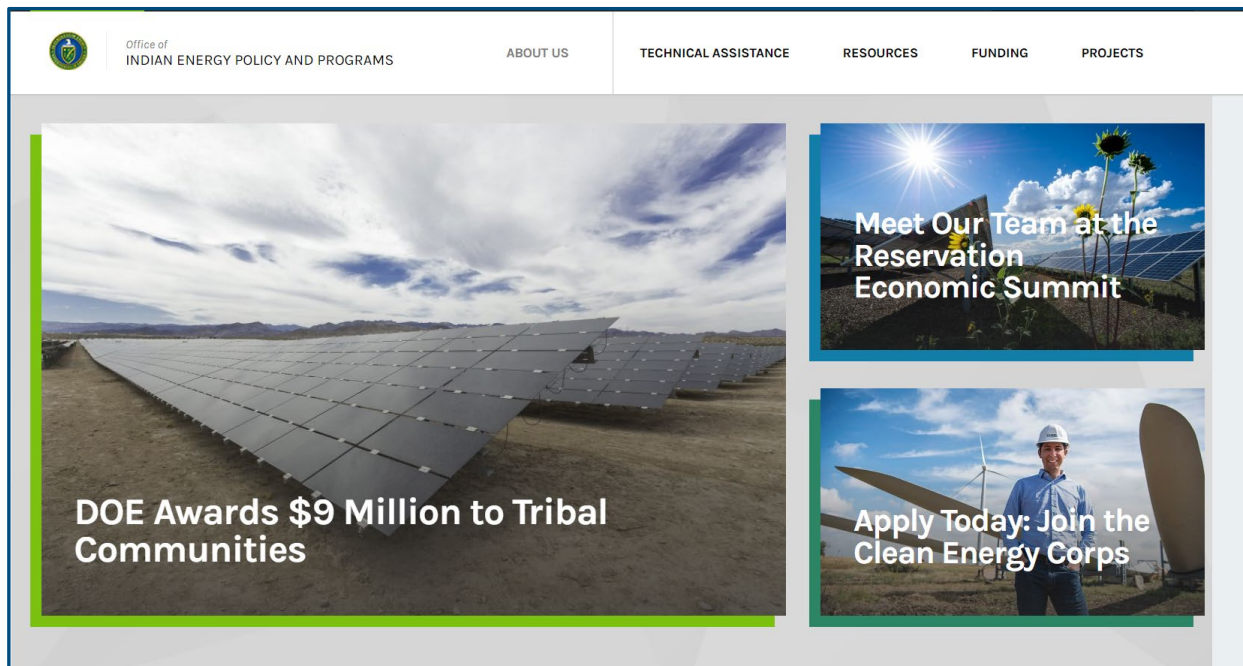 Office of
INDIAN ENERGY POLICY AND PROGRAMS
ABOUT US
TECHNICAL ASSISTANCE
RESOURCES
FUNDING
PROJECTS
DOE Awards $9 Million to Tribal
Communities
Meet Our Team at the
Reservation
Economic Summit
Apply Today: Join the
Clean Energy Corps